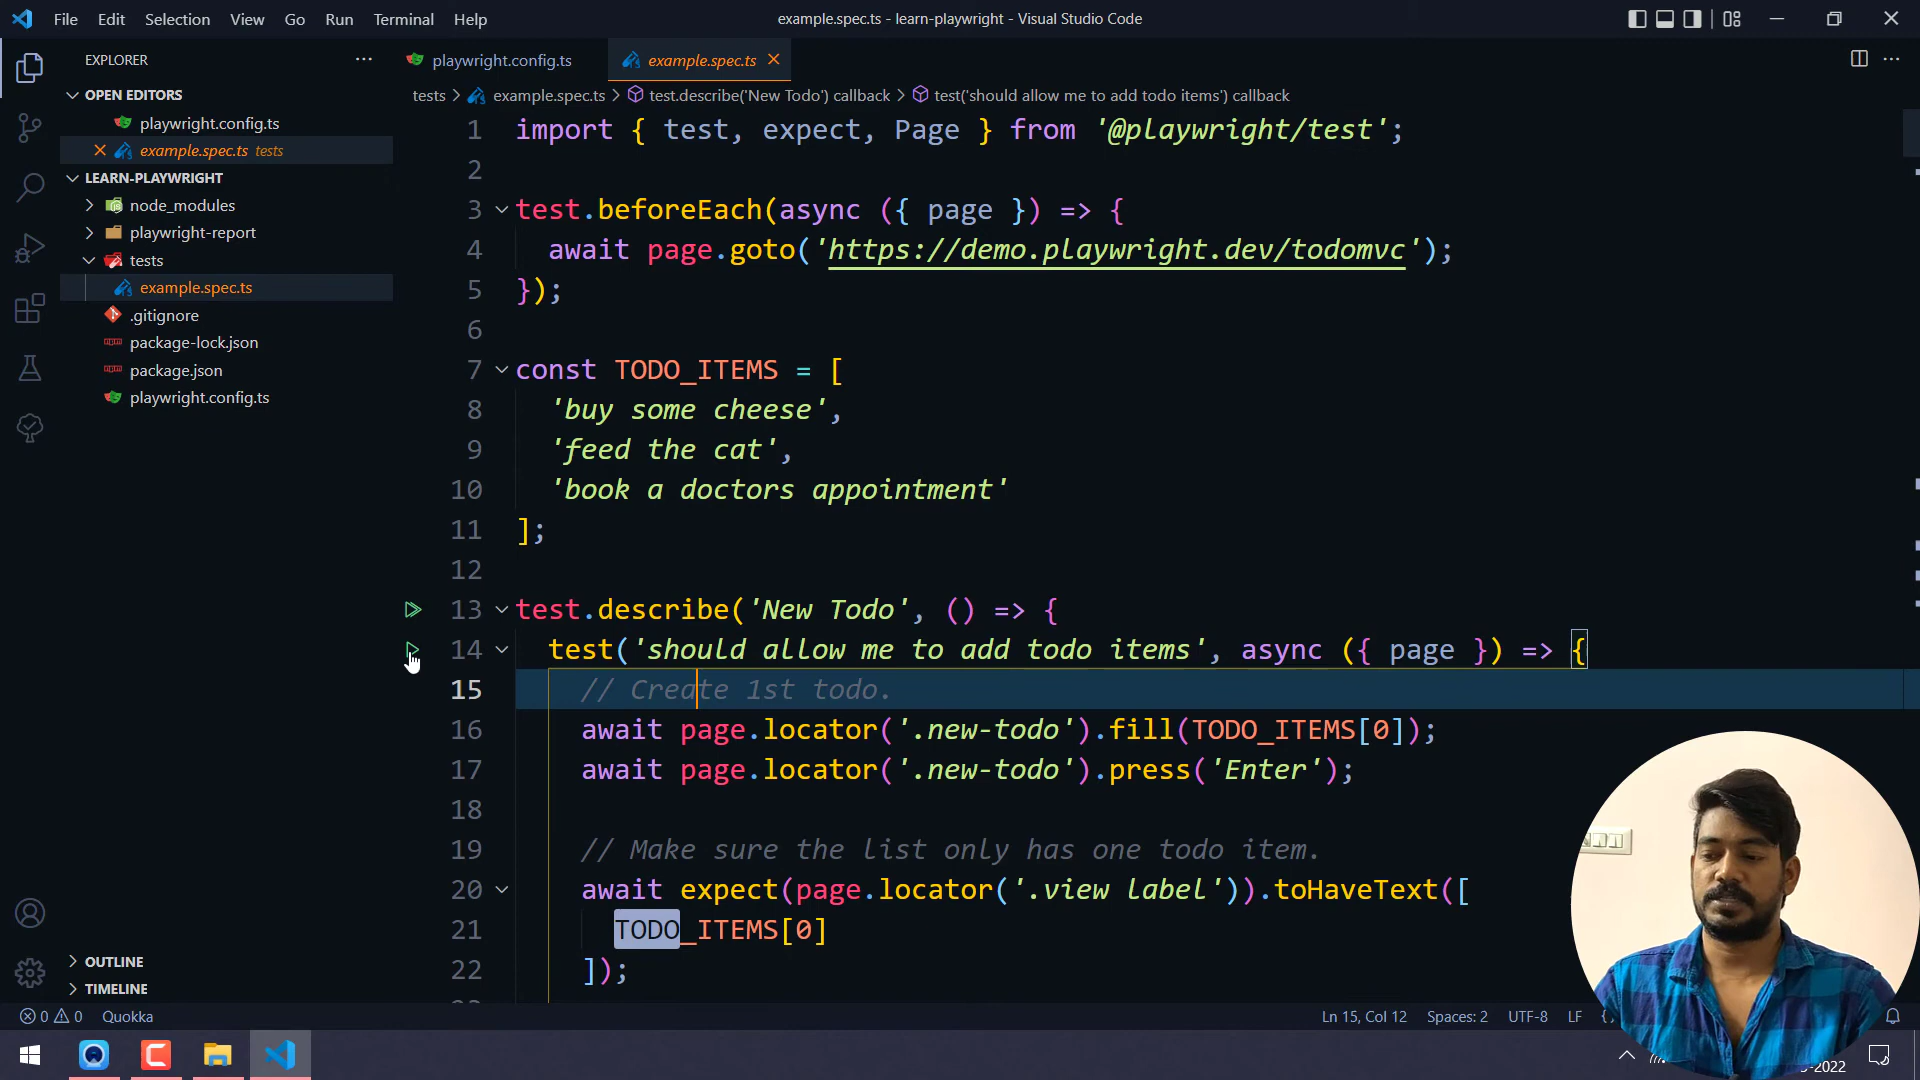 File Edit Selection View Go Run Terminal Help
example.spec.ts - learn-playwright - Visual Studio Code
EXPLORER
OPEN EDITORS
playwright.config.ts
example.spec.ts tests
LEARN-PLAYWRIGHT
node_modules
playwright-report
tests
example.spec.ts
.gitignore
package-lock.json
package.json
playwright.config.ts
OUTLINE
TIMELINE
playwright.config.ts example.spec.ts
tests > example.spec.ts > test.describe('New Todo') callback > test('should allow me to add todo items') callback
1 import { test, expect, Page } from '@playwright/test';
2
3 test.beforeEach(async ({ page }) => {
4 await page.goto('https://demo.playwright.dev/todomvc');
5 });
6
7 const TODO_ITEMS = [
8 'buy some cheese',
9 'feed the cat',
10 'book a doctors appointment'
11 ];
12
13 test.describe('New Todo', () => {
14 test('should allow me to add todo items', async ({ page }) => {
15 // Create 1st todo.
16 await page.locator('.new-todo').fill(TODO_ITEMS[0]);
17 await page.locator('.new-todo').press('Enter');
18
19 // Make sure the list only has one todo item.
20 await expect(page.locator('.view label')).toHaveText([
21 TODO_ITEMS[0]
22 ]);
0 0 Quokka
Ln 15, Col 12 Spaces: 2 UTF-8 LF
-2022